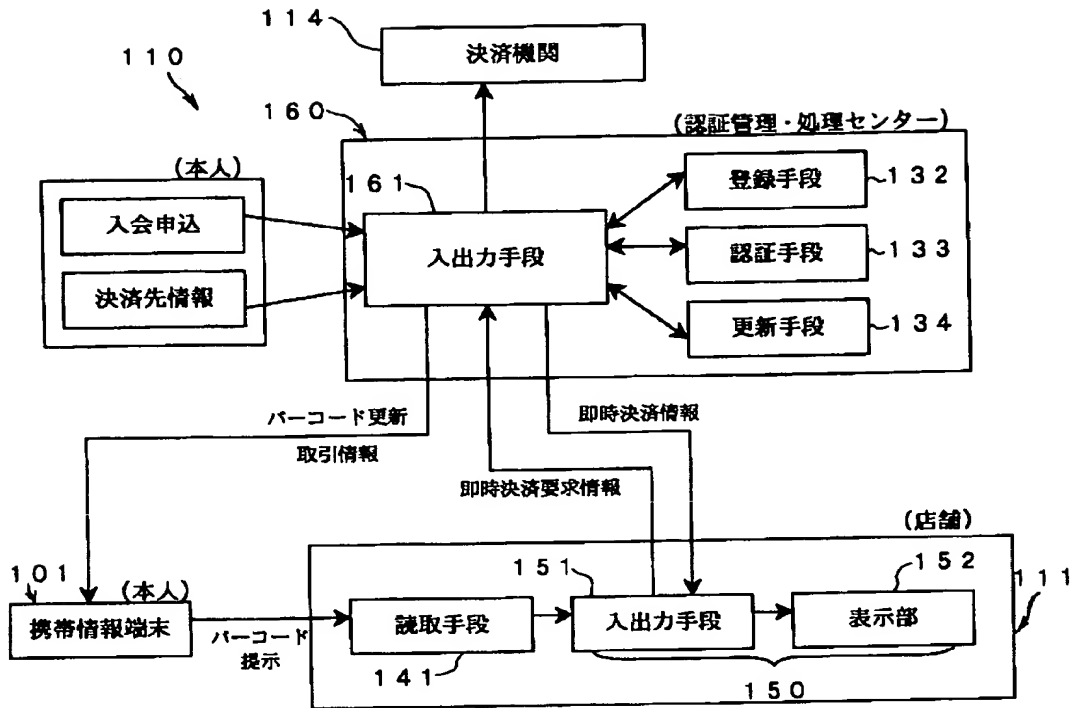 114
決済機関
110
160
(認証管理・処理センター)
(本人)
161
登録手段
132
入会申込
入出力手段
認証手段
133
決済先情報
更新手段
134
バーコード更新
即時決済情報
取引情報
即時決済要求情報
(店舗)
101
(本人)
151
152
111
携帯情報端末
読取手段
入出力手段
表示部
バーコード
提示
141
150